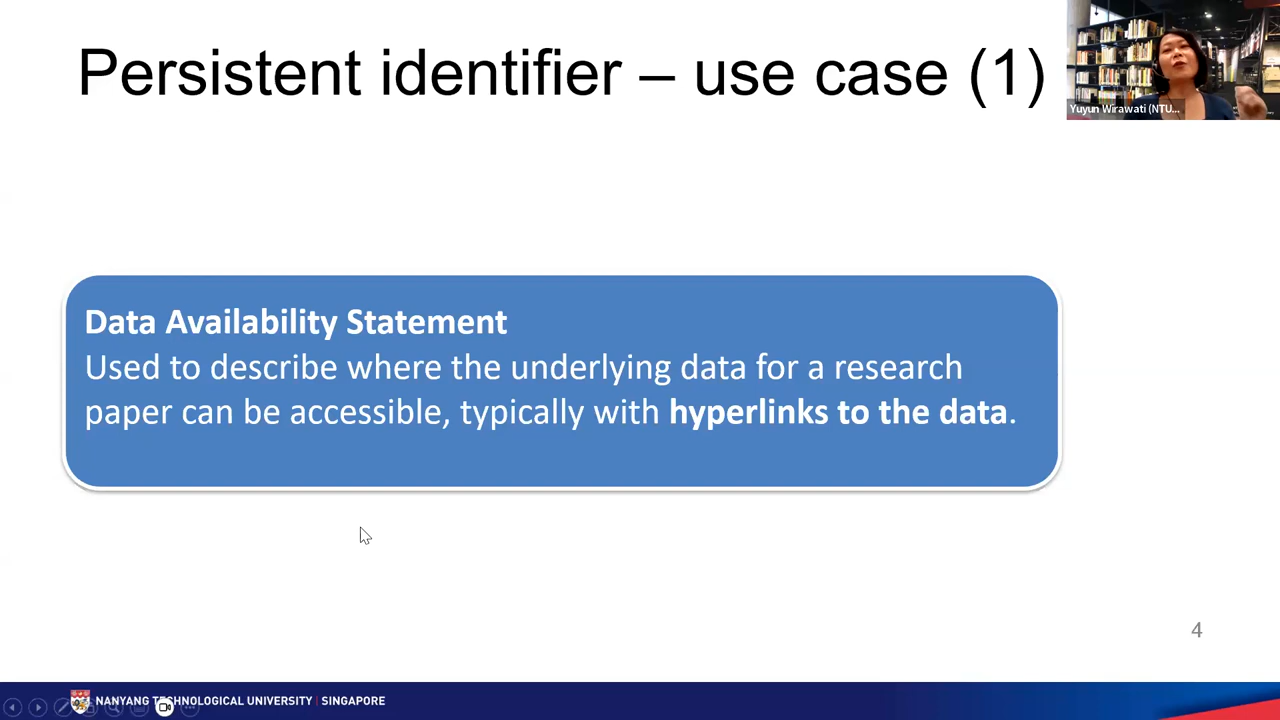 Persistent identifier – use case (1)
Yuyun Wirawati (NTU...
Data Availability Statement
Used to describe where the underlying data for a research
paper can be accessible, typically with hyperlinks to the data.
4
NANYANG TECHNOLOGICAL UNIVERSITY | SINGAPORE